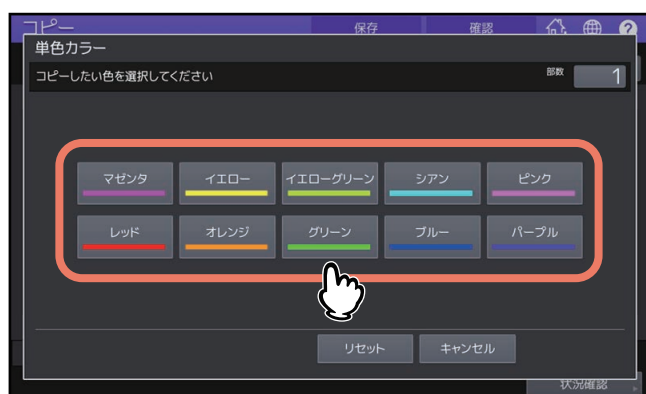 コピー 保存 確認 ?
単色カラー
コピーしたい色を選択してください 部数 1
マゼンタ イエロー イエローグリーン シアン ピンク
レッド オレンジ グリーン ブルー パープル
リセット キャンセル
状況確認